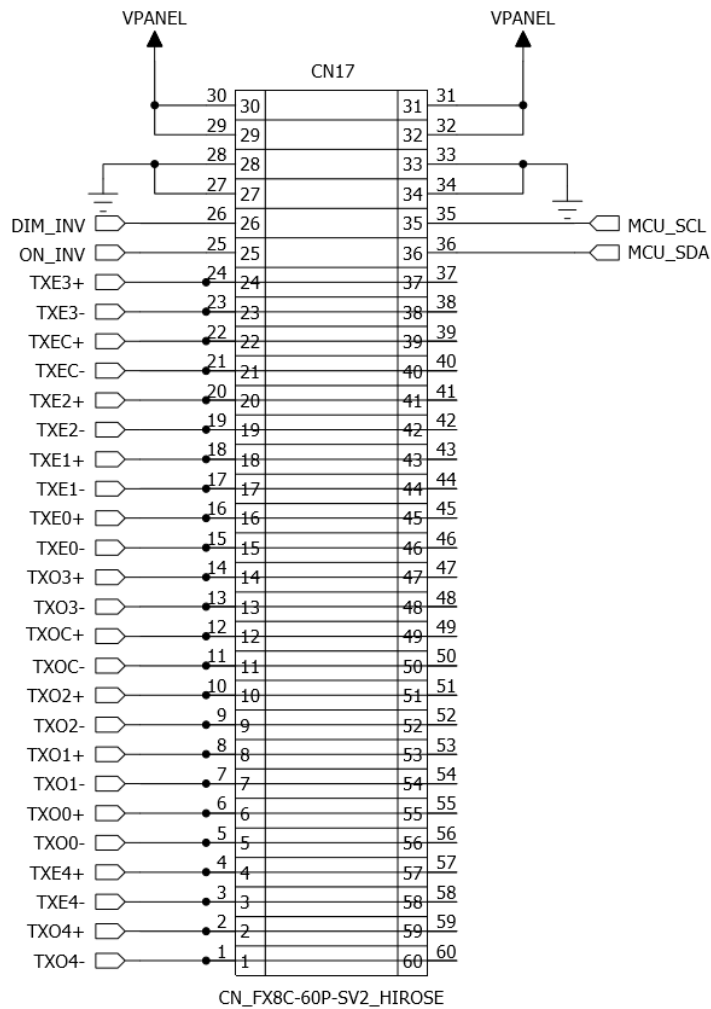 VPANEL VPANEL
CN17
30 30 31 31
29 29 32 32
28 28 33 33
27 27 34 34
DIM_INV 26 26 35 35 MCU_SCL
ON_INV 25 25 36 36 MCU_SDA
TXE3+ 24 24 37 37
TXE3- 23 23 38 38
TXEC+ 22 22 39 39
TXEC- 21 21 40 40
TXE2+ 20 20 41 41
TXE2- 19 19 42 42
TXE1+ 18 18 43 43
TXE1- 17 17 44 44
TXE0+ 16 16 45 45
TXE0- 15 15 46 46
TXO3+ 14 14 47 47
TXO3- 13 13 48 48
TXOC+ 12 12 49 49
TXOC- 11 11 50 50
TXO2+ 10 10 51 51
TXO2- 9 9 52 52
TXO1+ 8 8 53 53
TXO1- 7 7 54 54
TXO0+ 6 6 55 55
TXO0- 5 5 56 56
TXE4+ 4 4 57 57
TXE4- 3 3 58 58
TXO4+ 2 2 59 59
TXO4- 1 1 60 60
CN_FX8C-60P-SV2_HIROSE